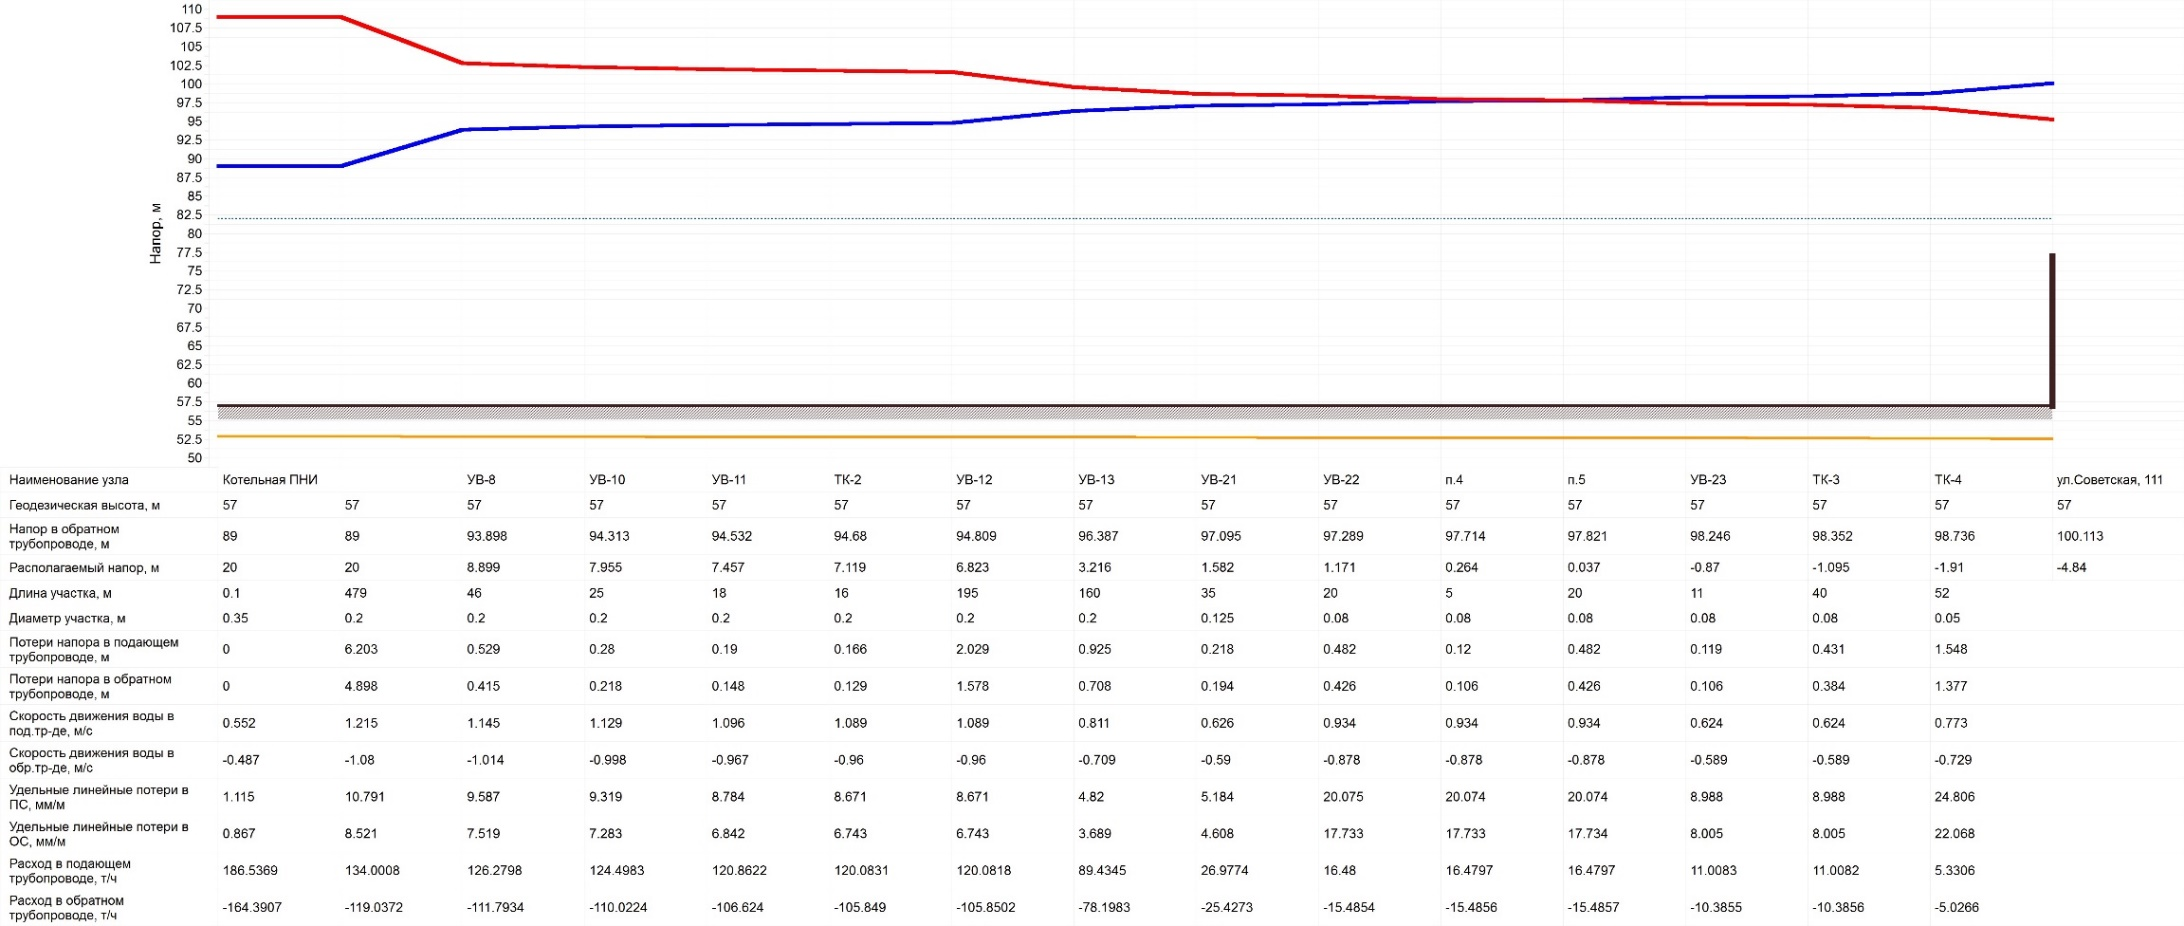 110
107.5
105
102.5
100
97.5
95
92.5
90
87.5
85
82.5
80
77.5
75
72.5
70
67.5
65
62.5
60
57.5
55
52.5
50
Напор, м
Наименование узла Котельная ПНИ УВ-8 УВ-10 УВ-11 ТК-2 УВ-12 УВ-13 УВ-21 УВ-22 п.4 п.5 УВ-23 ТК-3 ТК-4 ул.Советская, 111
Геодезическая высота, м 57 57 57 57 57 57 57 57 57 57 57 57 57 57 57 57
Напор в обратном
трубопроводе, м 89 89 93.898 94.313 94.532 94.68 94.809 96.387 97.095 97.289 97.714 97.821 98.246 98.352 98.736 100.113
Располагаемый напор, м 20 20 8.899 7.955 7.457 7.119 6.823 3.216 1.582 1.171 0.264 0.037 -0.87 -1.095 -1.91 -4.84
Длина участка, м 0.1 479 46 25 18 16 195 160 35 20 5 20 11 40 52
Диаметр участка, м 0.35 0.2 0.2 0.2 0.2 0.2 0.2 0.2 0.125 0.08 0.08 0.08 0.08 0.08 0.05
Потери напора в подающем
трубопроводе, м 0 6.203 0.529 0.28 0.19 0.166 2.029 0.925 0.218 0.482 0.12 0.482 0.119 0.431 1.548
Потери напора в обратном
трубопроводе, м 0 4.898 0.415 0.218 0.148 0.129 1.578 0.708 0.194 0.426 0.106 0.426 0.106 0.384 1.377
Скорость движения воды в
под.тр-де, м/с 0.552 1.215 1.145 1.129 1.096 1.089 1.089 0.811 0.626 0.934 0.934 0.934 0.624 0.624 0.773
Скорость движения воды в
обр.тр-де, м/с -0.487 -1.08 -1.014 -0.998 -0.967 -0.96 -0.96 -0.709 -0.59 -0.878 -0.878 -0.878 -0.589 -0.589 -0.729
Удельные линейные потери в
ПС, мм/м 1.115 10.791 9.587 9.319 8.784 8.671 8.671 4.82 5.184 20.075 20.074 20.074 8.988 8.988 24.806
Удельные линейные потери в
ОС, мм/м 0.867 8.521 7.519 7.283 6.842 6.743 6.743 3.689 4.608 17.733 17.733 17.734 8.005 8.005 22.068
Расход в подающем
трубопроводе, т/ч 186.5369 134.0008 126.2798 124.4983 120.8622 120.0831 120.0818 89.4345 26.9774 16.48 16.4797 16.4797 11.0083 11.0082 5.3306
Расход в обратном
трубопроводе, т/ч -164.3907 -119.0372 -111.7934 -110.0224 -106.624 -105.849 -105.8502 -78.1983 -25.4273 -15.4854 -15.4856 -15.4857 -10.3855 -10.3856 -5.0266